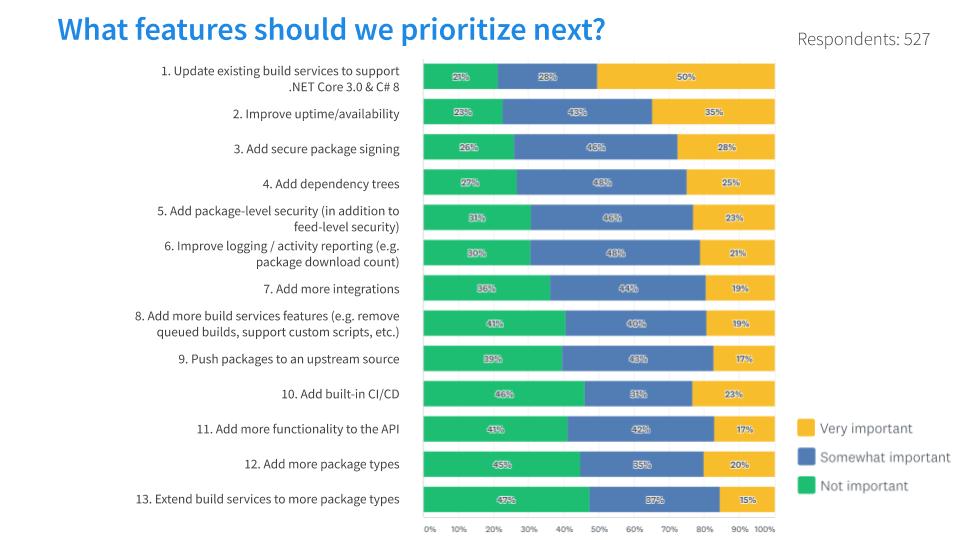 What features should we prioritize next?
Respondents: 527
1. Update existing build services to support
.NET Core 3.0 & C# 8
21% 28% 50%
2. Improve uptime/availability
23% 43% 35%
3. Add secure package signing
26% 46% 28%
4. Add dependency trees
27% 48% 25%
5. Add package-level security (in addition to
feed-level security)
31% 46% 23%
6. Improve logging / activity reporting (e.g.
package download count)
30% 48% 21%
7. Add more integrations
36% 44% 19%
8. Add more build services features (e.g. remove
queued builds, support custom scripts, etc.)
41% 40% 19%
9. Push packages to an upstream source
39% 43% 17%
10. Add built-in CI/CD
46% 31% 23%
11. Add more functionality to the API
41% 42% 17%
12. Add more package types
45% 35% 20%
13. Extend build services to more package types
47% 37% 15%
0% 10% 20% 30% 40% 50% 60% 70% 80% 90% 100%
Very important
Somewhat important
Not important